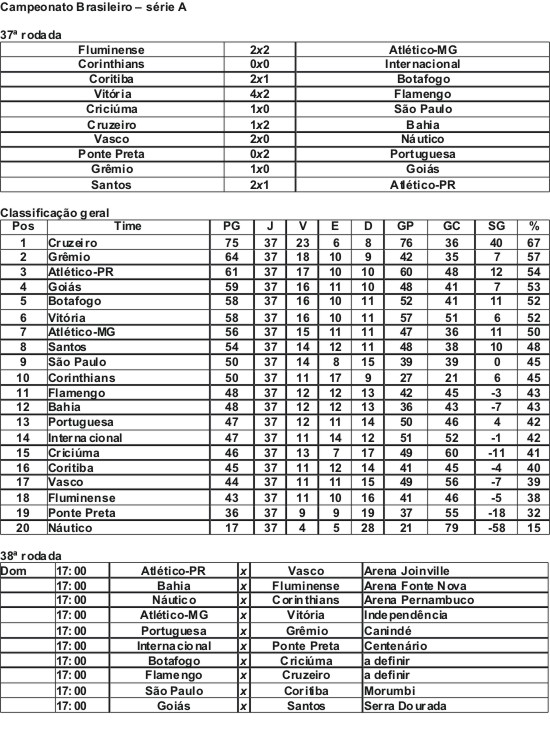 Campeonato Brasileiro – série A
37ª rodada
Fluminense 2x2 Atlético-MG
Corinthians 0x0 Internacional
Coritiba 2x1 Botafogo
Vitória 4x2 Flamengo
Criciúma 1x0 São Paulo
Cruzeiro 1x2 Bahia
Vasco 2x0 Náutico
Ponte Preta 0x2 Portuguesa
Grêmio 1x0 Goiás
Santos 2x1 Atlético-PR
Classificação geral
Pos Time PG J V E D GP GC SG %
1 Cruzeiro 75 37 23 6 8 76 36 40 67
2 Grêmio 64 37 18 10 9 42 35 7 57
3 Atlético-PR 61 37 17 10 10 60 48 12 54
4 Goiás 59 37 16 11 10 48 41 7 53
5 Botafogo 58 37 16 10 11 52 41 11 52
6 Vitória 58 37 16 10 11 57 51 6 52
7 Atlético-MG 56 37 15 11 11 47 36 11 50
8 Santos 54 37 14 12 11 48 38 10 48
9 São Paulo 50 37 14 8 15 39 39 0 45
10 Corinthians 50 37 11 17 9 27 21 6 45
11 Flamengo 48 37 12 12 13 42 45 -3 43
12 Bahia 48 37 12 12 13 36 43 -7 43
13 Portuguesa 47 37 12 11 14 50 46 4 42
14 Internacional 47 37 11 14 12 51 52 -1 42
15 Criciúma 46 37 13 7 17 49 60 -11 41
16 Coritiba 45 37 11 12 14 41 45 -4 40
17 Vasco 44 37 11 11 15 49 56 -7 39
18 Fluminense 43 37 11 10 16 41 46 -5 38
19 Ponte Preta 36 37 9 9 19 37 55 -18 32
20 Náutico 17 37 4 5 28 21 79 -58 15
38ª rodada
Dom 17:00 Atlético-PR x Vasco Arena Joinville
17:00 Bahia x Fluminense Arena Fonte Nova
17:00 Náutico x Corinthians Arena Pernambuco
17:00 Atlético-MG x Vitória Independência
17:00 Portuguesa x Grêmio Canindé
17:00 Internacional x Ponte Preta Centenário
17:00 Botafogo x Criciúma a definir
17:00 Flamengo x Cruzeiro a definir
17:00 São Paulo x Coritiba Morumbi
17:00 Goiás x Santos Serra Dourada